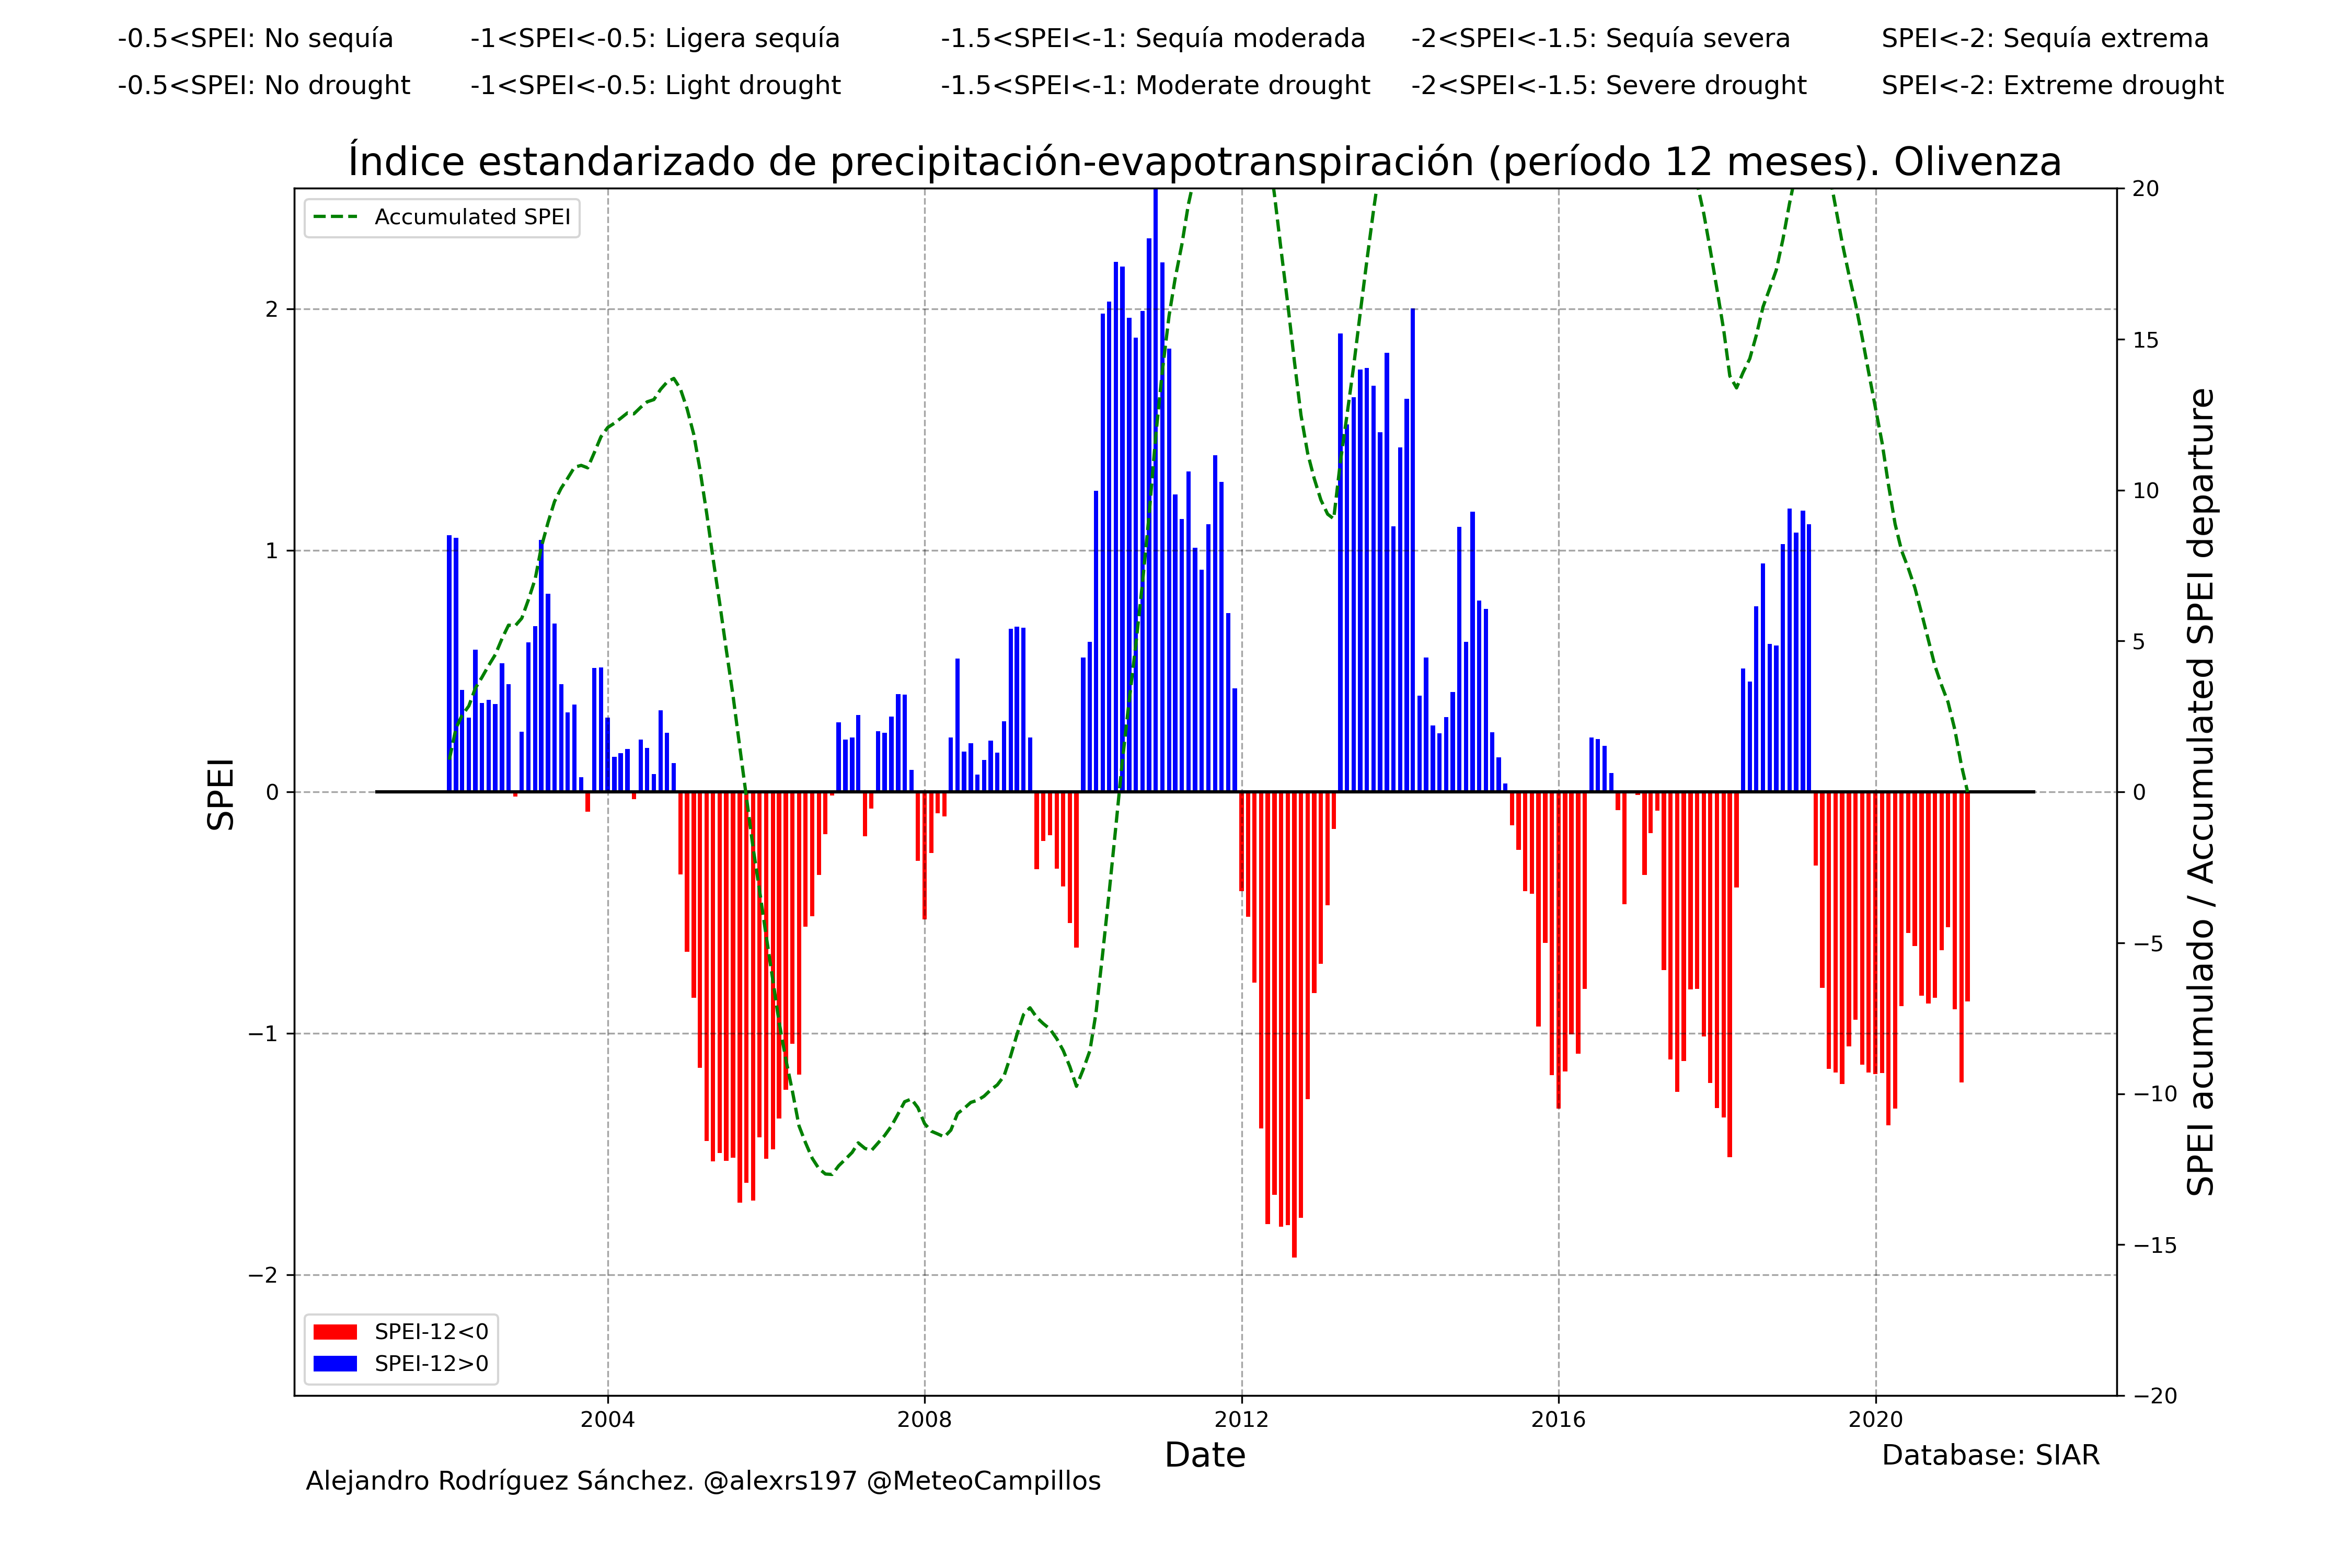 -0.5<SPEI: No sequía -1<SPEI<-0.5: Ligera sequía -1.5<SPEI<-1: Sequía moderada -2<SPEI<-1.5: Sequía severa SPEI<-2: Sequía extrema
-0.5<SPEI: No drought -1<SPEI<-0.5: Light drought -1.5<SPEI<-1: Moderate drought -2<SPEI<-1.5: Severe drought SPEI<-2: Extreme drought
Índice estandarizado de precipitación-evapotranspiración (período 12 meses). Olivenza
Accumulated SPEI
SPEI
2
1
0
−1
−2
20
15
10
5
0
−5
−10
−15
−20
SPEI acumulado / Accumulated SPEI departure
SPEI-12<0
SPEI-12>0
2004 2008 2012 2016 2020
Date
Database: SIAR
Alejandro Rodríguez Sánchez. @alexrs197 @MeteoCampillos